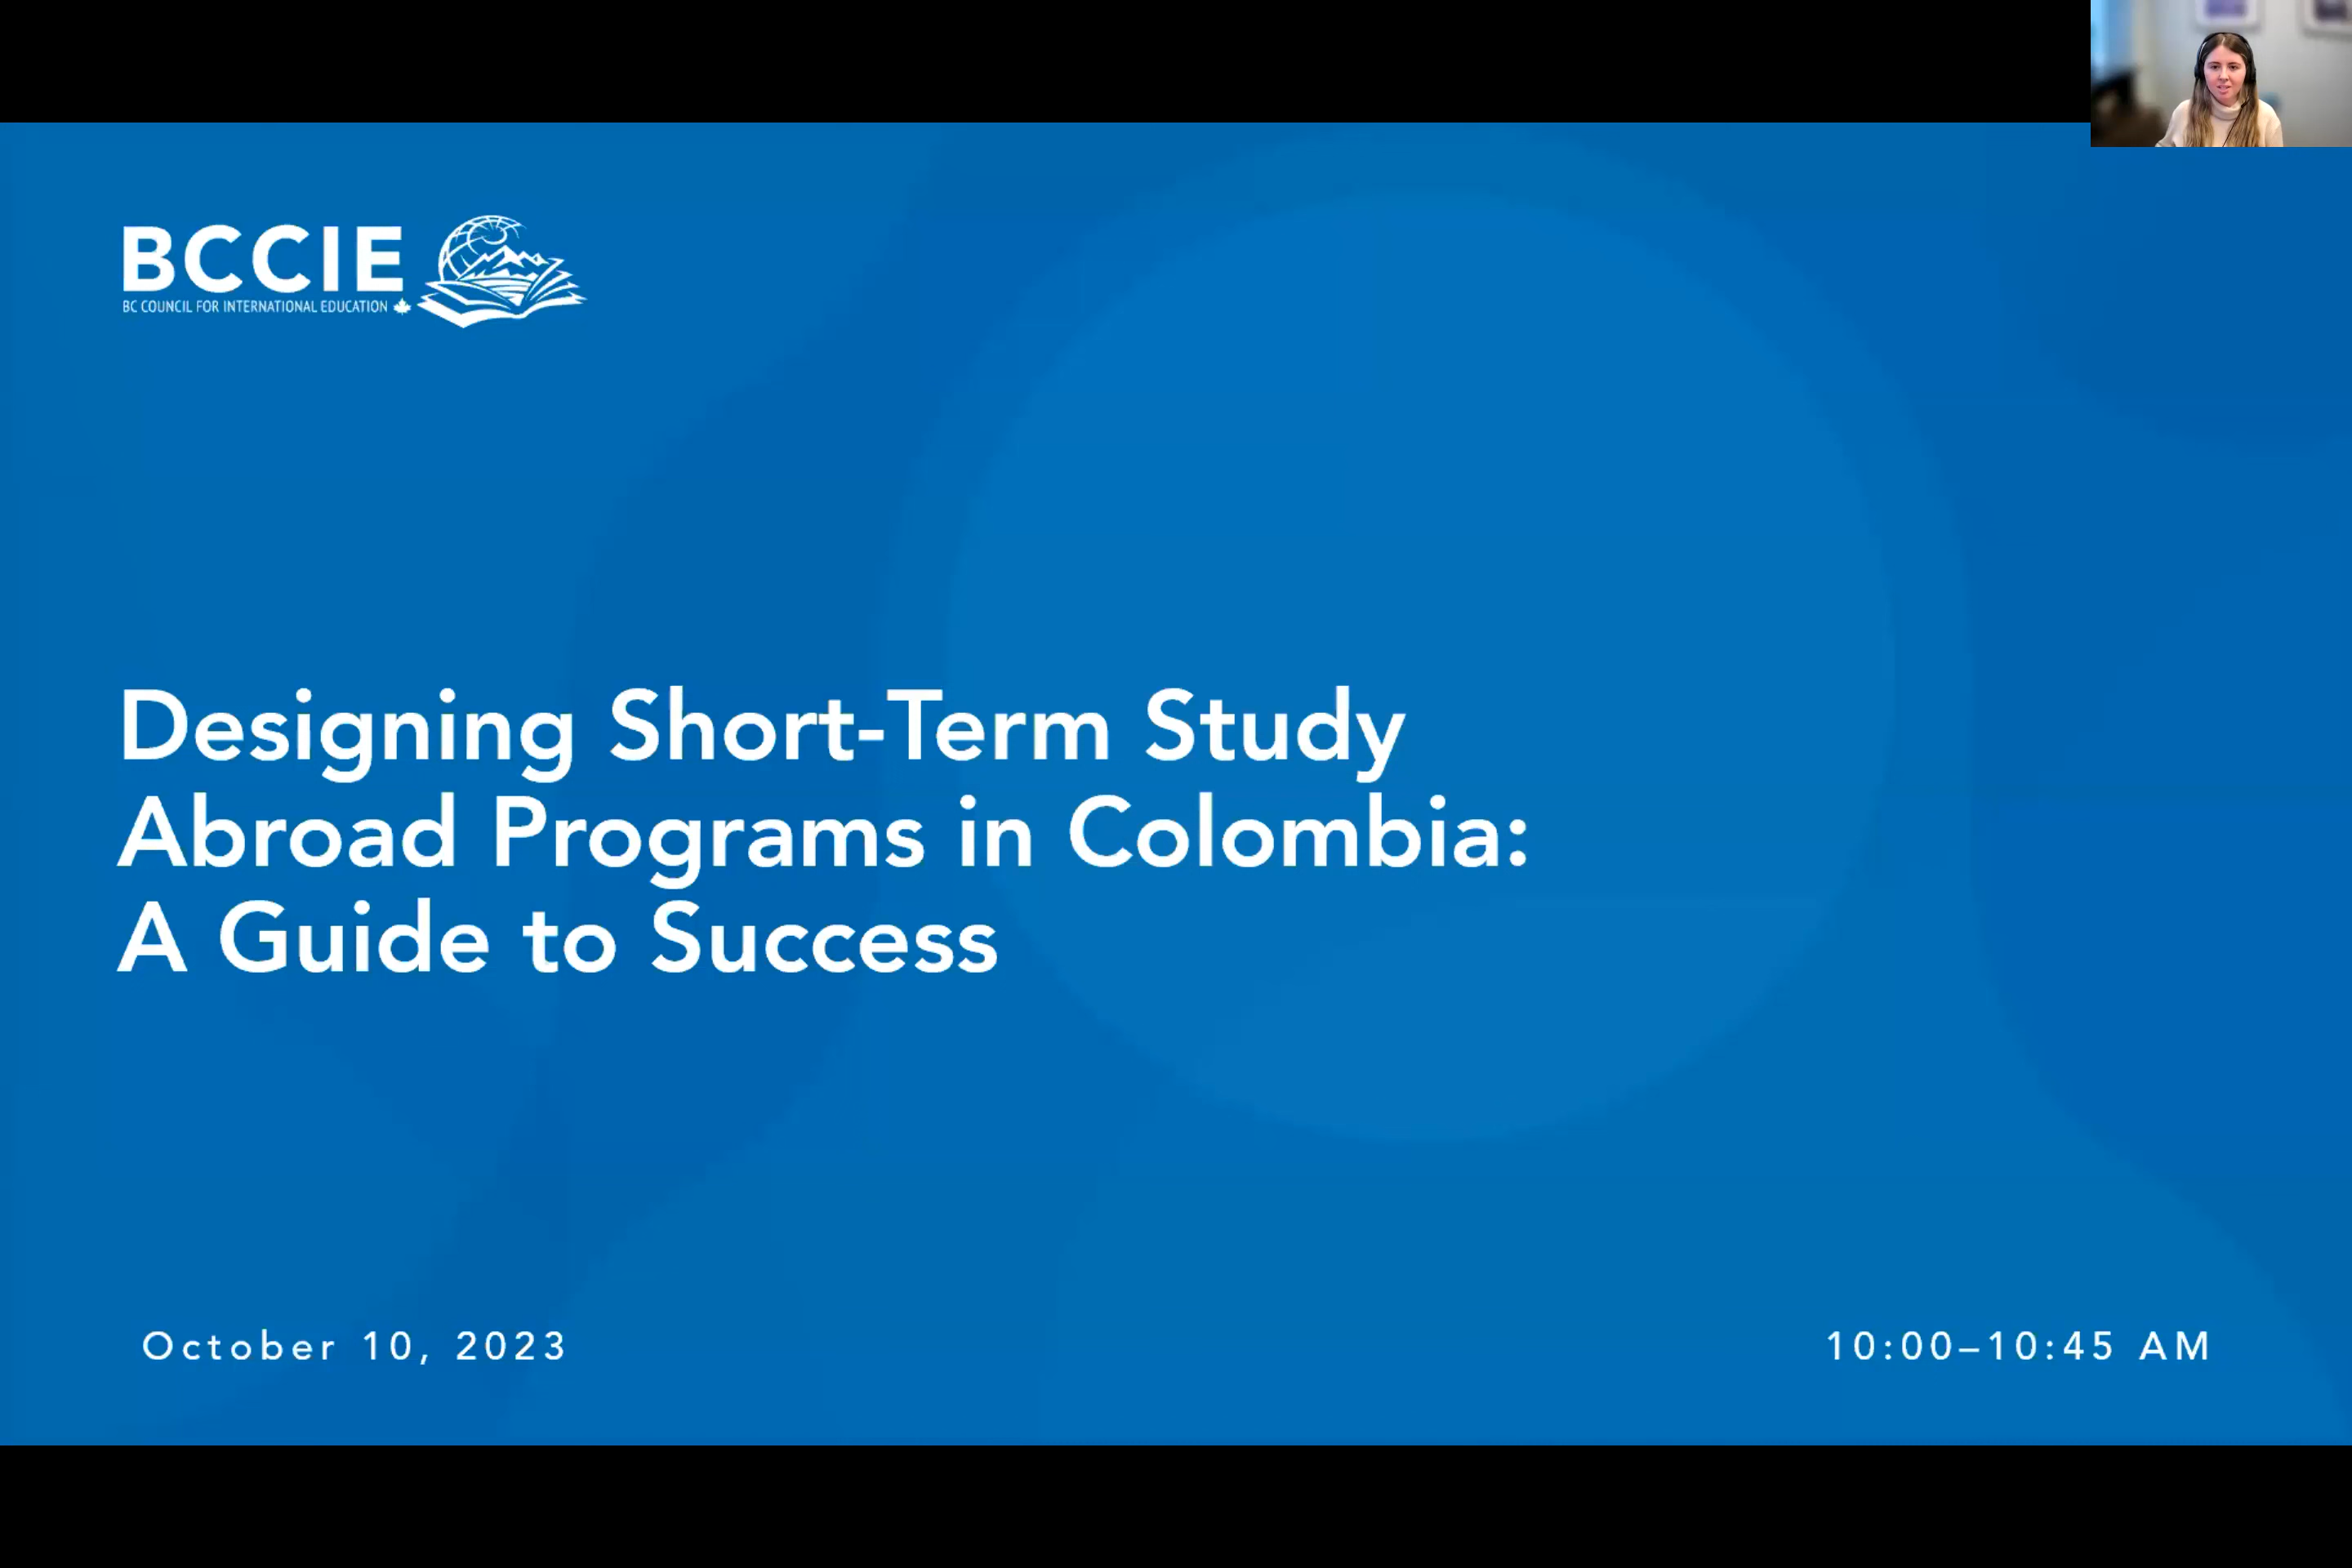 BCCIE
BC COUNCIL FOR INTERNATIONAL EDUCATION
Designing Short-Term Study
Abroad Programs in Colombia:
A Guide to Success
October 10, 2023
10:00–10:45 AM